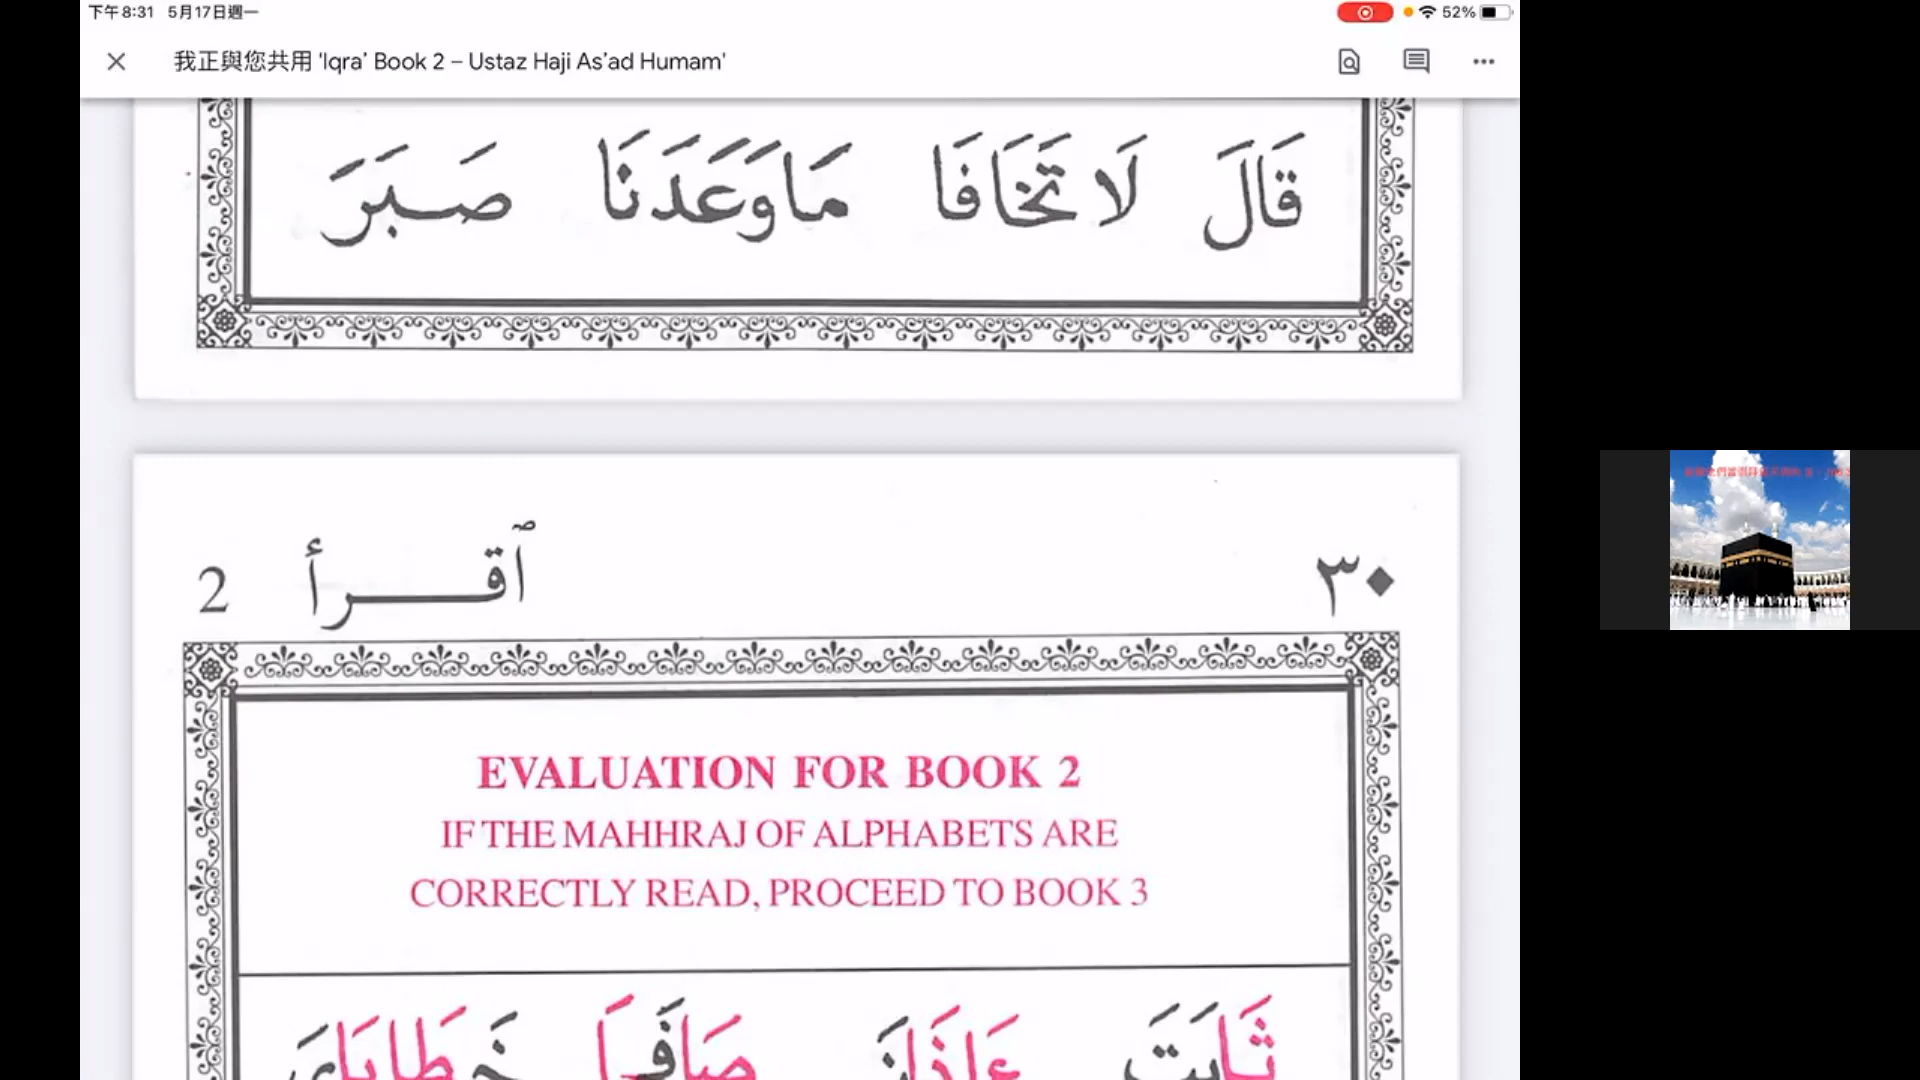 下午8:31 5月17日週一
52%
我正與您共用 'Iqra' Book 2 – Ustaz Haji As'ad Humam'
قَالَ لَا تَخَافَا مَاوَعَدَنَا صَبَرَ
2 ٱقْـــرأ ٣٠
EVALUATION FOR BOOK 2
IF THE MAHHRAJ OF ALPHABETS ARE
CORRECTLY READ, PROCEED TO BOOK 3